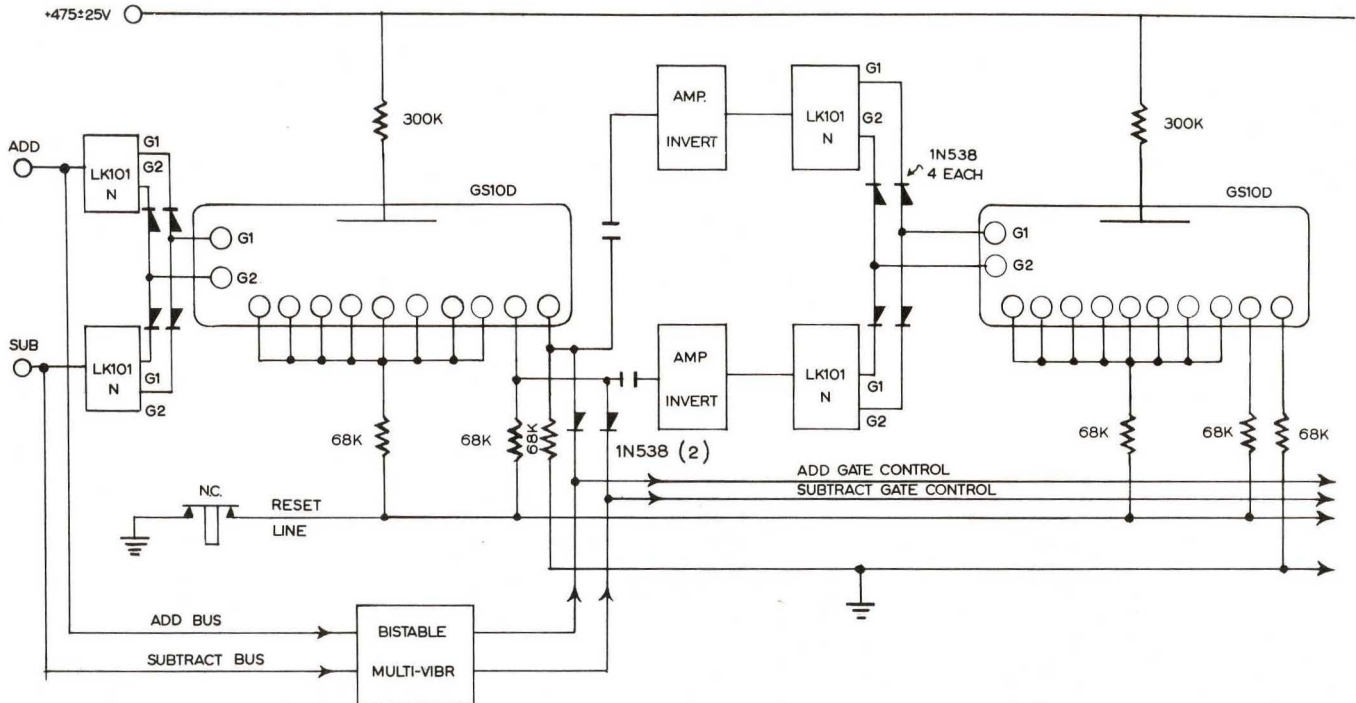 +475±25V
300K
ADD
LK101
N
G1
G2
GS10D
G1
G2
SUB
LK101
N
G1
G2
68K
68K
68K
1N538 (2)
AMP.
INVERT
LK101
N
G1
G2
1N538
4 EACH
AMP
INVERT
LK101
N
G1
G2
300K
GS10D
G1
G2
68K
68K
68K
ADD GATE CONTROL
SUBTRACT GATE CONTROL
N.C.
RESET
LINE
ADD BUS
SUBTRACT BUS
BISTABLE
MULTI-VIBR